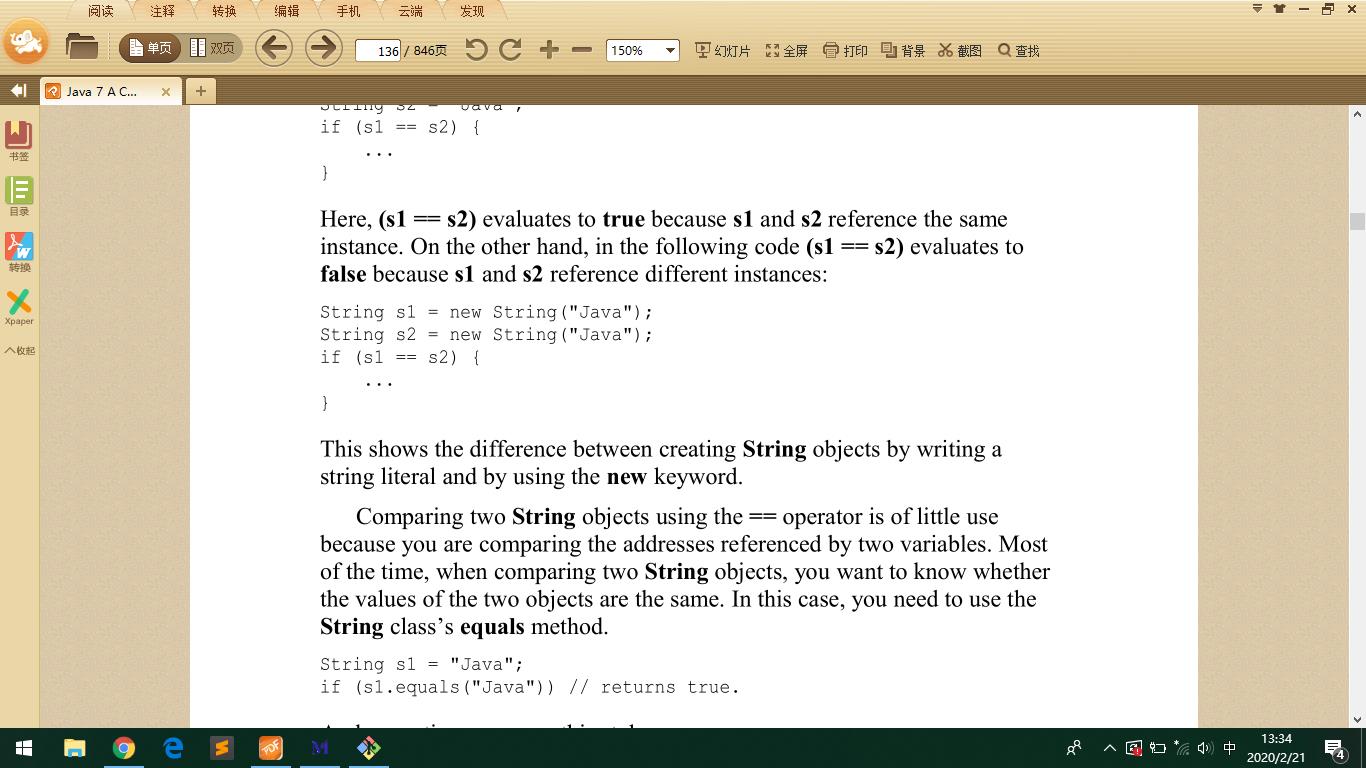 阅读 注释 转换 编辑 手机 云端 发现
单页 双页 136 / 846页 150% 幻灯片 全屏 打印 背景 截图 查找
Java 7 A C...
书签
目录
转换
Xpaper
收起
String s2 = "Java";
if (s1 == s2) {
...
}
Here, (s1 == s2) evaluates to true because s1 and s2 reference the same
instance. On the other hand, in the following code (s1 == s2) evaluates to
false because s1 and s2 reference different instances:
String s1 = new String("Java");
String s2 = new String("Java");
if (s1 == s2) {
...
}
This shows the difference between creating String objects by writing a
string literal and by using the new keyword.
Comparing two String objects using the == operator is of little use
because you are comparing the addresses referenced by two variables. Most
of the time, when comparing two String objects, you want to know whether
the values of the two objects are the same. In this case, you need to use the
String class’s equals method.
String s1 = "Java";
if (s1.equals("Java")) // returns true.
中
13:34
2020/2/21
4